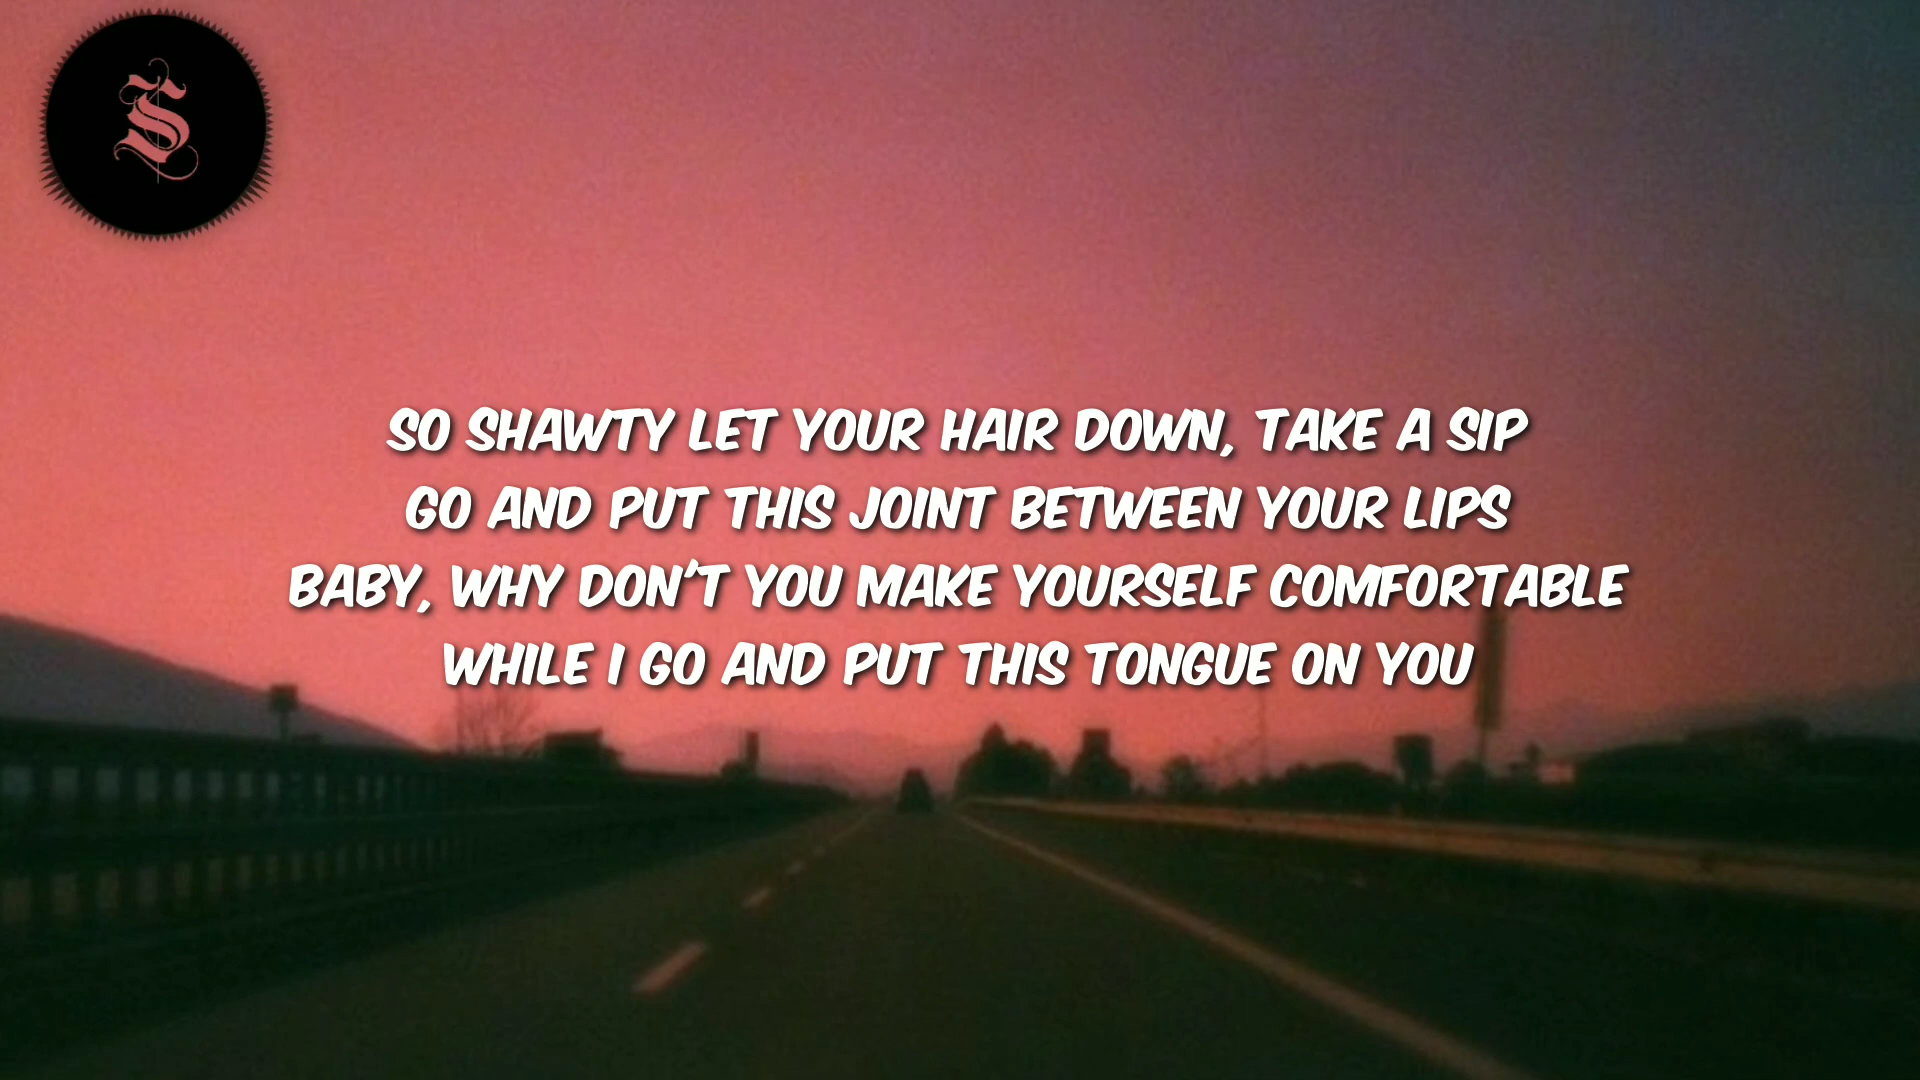 S
SO SHAWTY LET YOUR HAIR DOWN, TAKE A SIP
GO AND PUT THIS JOINT BETWEEN YOUR LIPS
BABY, WHY DON'T YOU MAKE YOURSELF COMFORTABLE
WHILE I GO AND PUT THIS TONGUE ON YOU